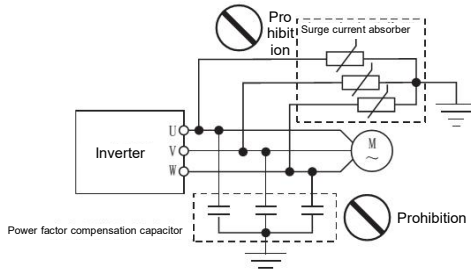 Pro
hibit
ion
Surge current absorber
Inverter
U
V
W
M
~
Power factor compensation capacitor
Prohibition